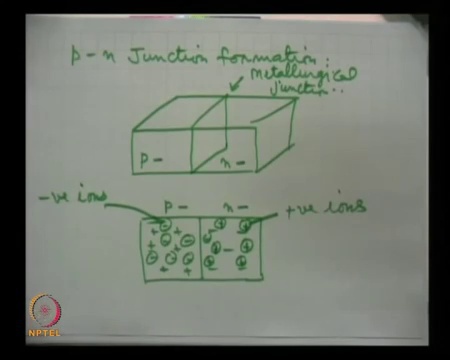 p-n Junction formation:
metallurgical
junction..
p- n-
-ve ions p- n- +ve ions
NPTEL